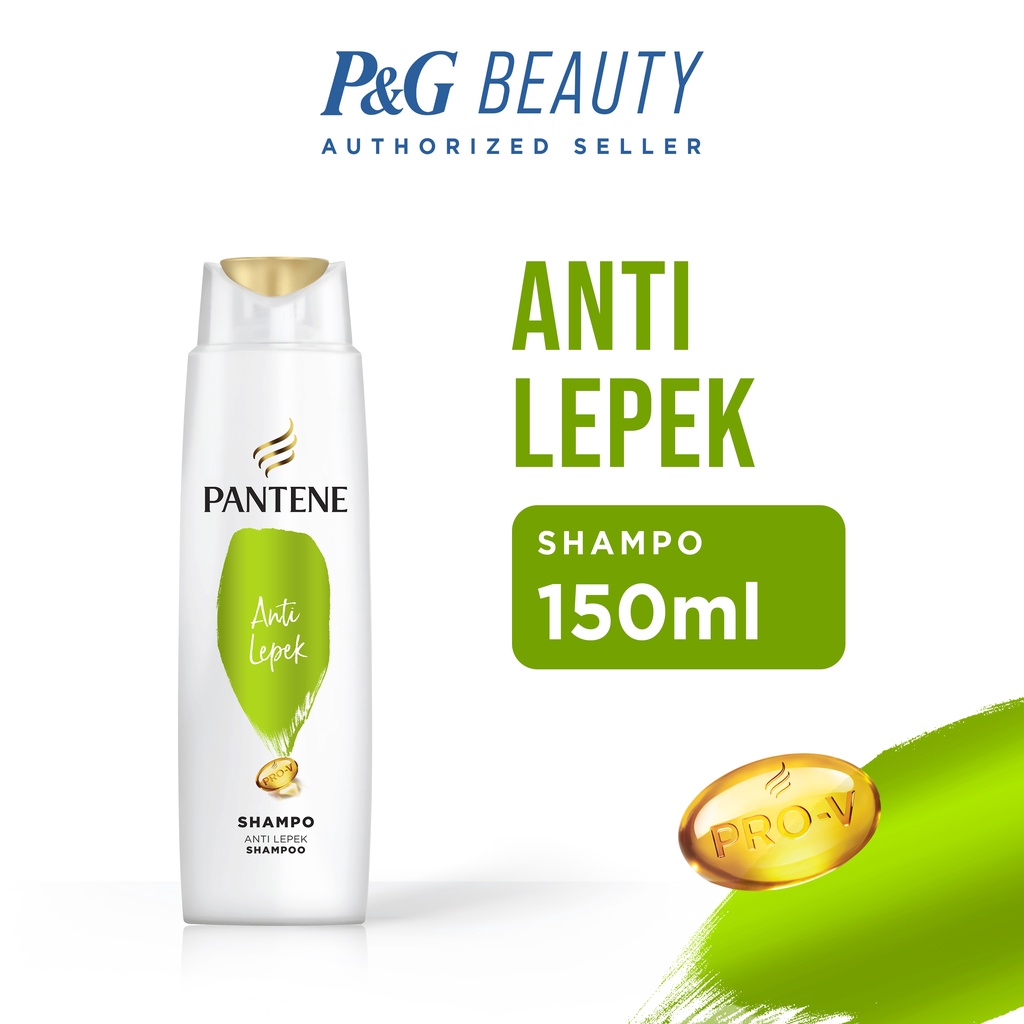 P&G BEAUTY
AUTHORIZED SELLER
ANTI
LEPEK
SHAMPO
150ml
PANTENE
Anti
Lepek
PRO-V
SHAMPO
ANTI LEPEK
SHAMPOO
PRO-V